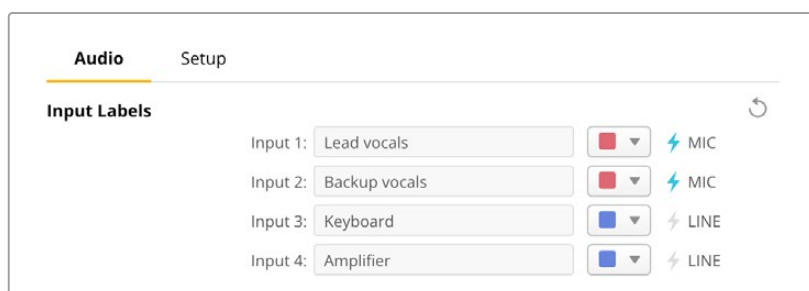 Audio Setup
Input Labels
Input 1: Lead vocals MIC
Input 2: Backup vocals MIC
Input 3: Keyboard LINE
Input 4: Amplifier LINE